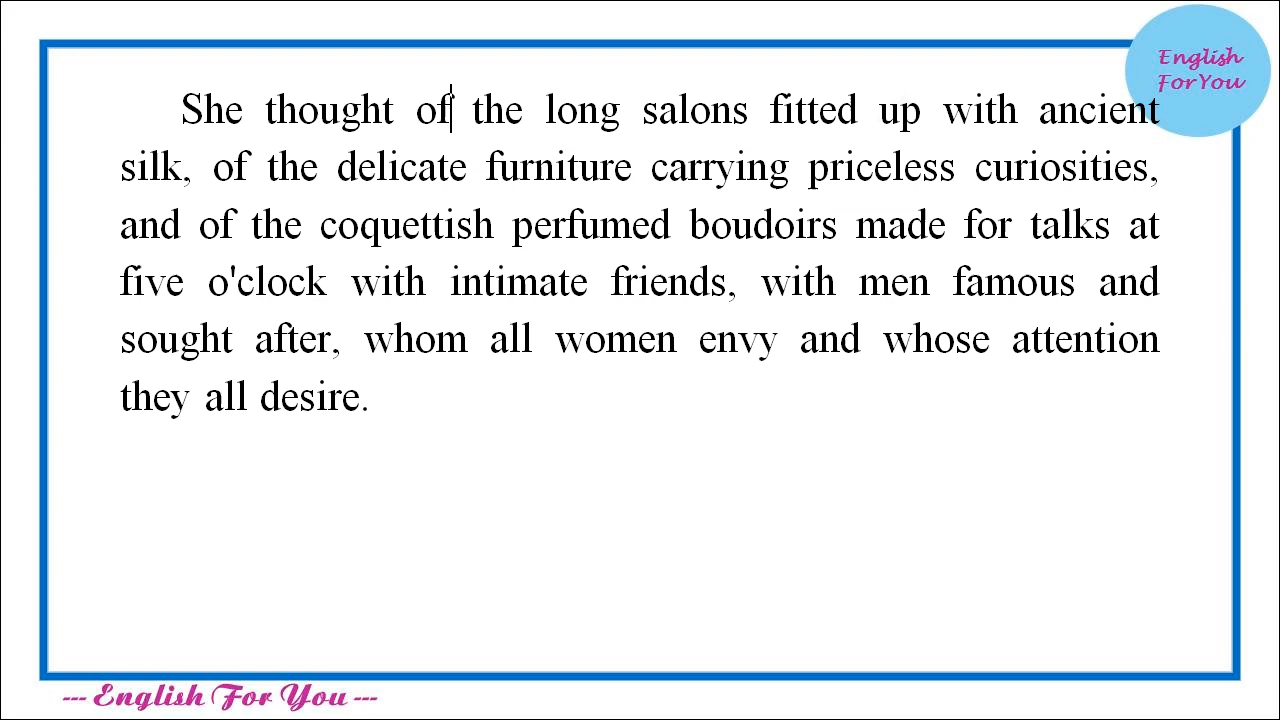 English
ForYou
She thought of the long salons fitted up with ancient
silk, of the delicate furniture carrying priceless curiosities,
and of the coquettish perfumed boudoirs made for talks at
five o'clock with intimate friends, with men famous and
sought after, whom all women envy and whose attention
they all desire.
--- English For You ---